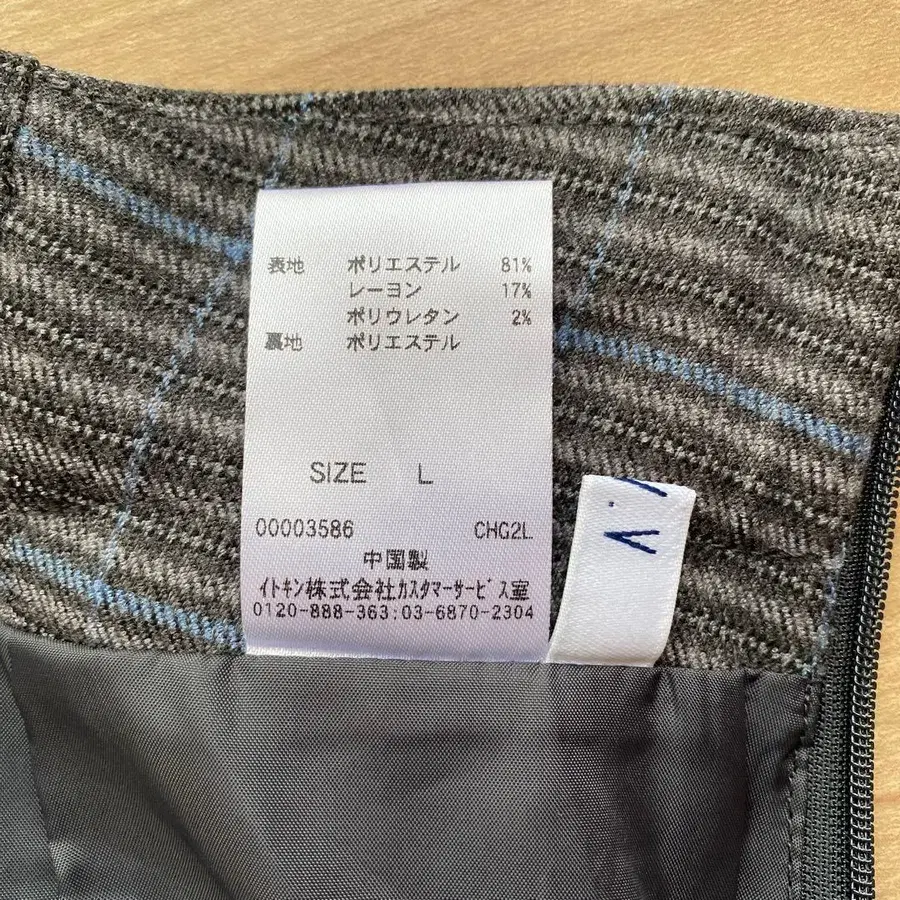 表地 ポリエステル 81%
レーヨン 17%
ポリウレタン 2%
裏地 ポリエステル
SIZE L
00003586 CHG2L
中国製
イトキン株式会社カスタマーサービス室
0120-888-363:03-6870-2304